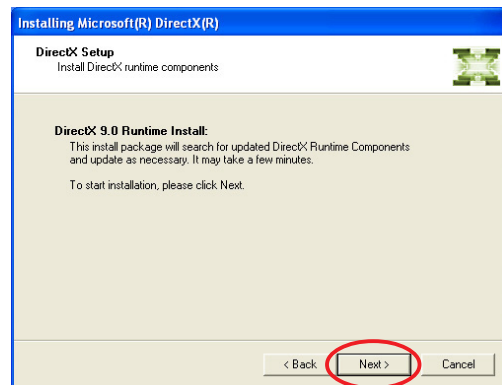 Installing Microsoft(R) DirectX(R)
DirectX Setup
Install DirectX runtime components
DirectX 9.0 Runtime Install:
This install package will search for updated DirectX Runtime Components
and update as necessary. It may take a few minutes.
To start installation, please click Next.
< Back Next > Cancel